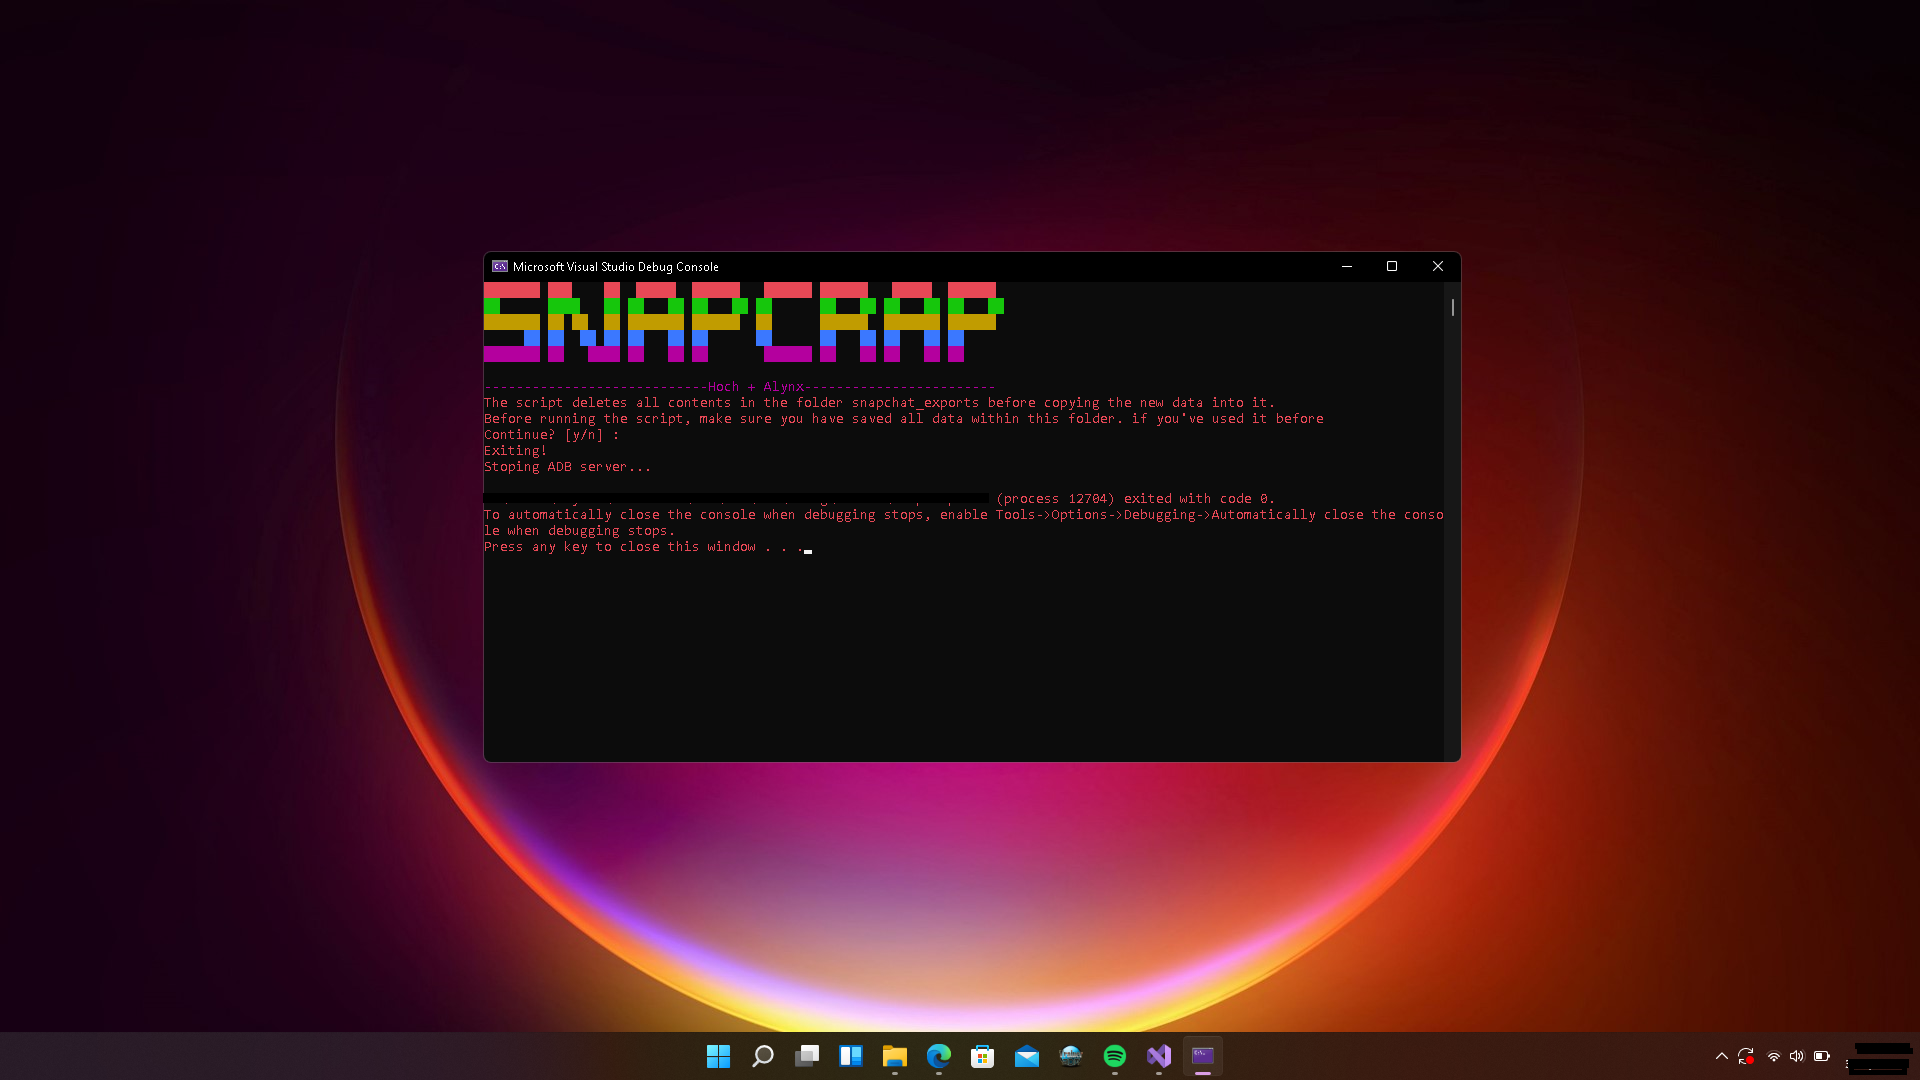 Microsoft Visual Studio Debug Console
SNAPCRAP
----------------------------Hoch + Alynx------------------------
The script deletes all contents in the folder snapchat_exports before copying the new data into it.
Before running the script, make sure you have saved all data within this folder. if you've used it before
Continue? [y/n] :
Exiting!
Stoping ADB server...
(process 12704) exited with code 0.
To automatically close the console when debugging stops, enable Tools->Options->Debugging->Automatically close the conso
le when debugging stops.
Press any key to close this window . . .